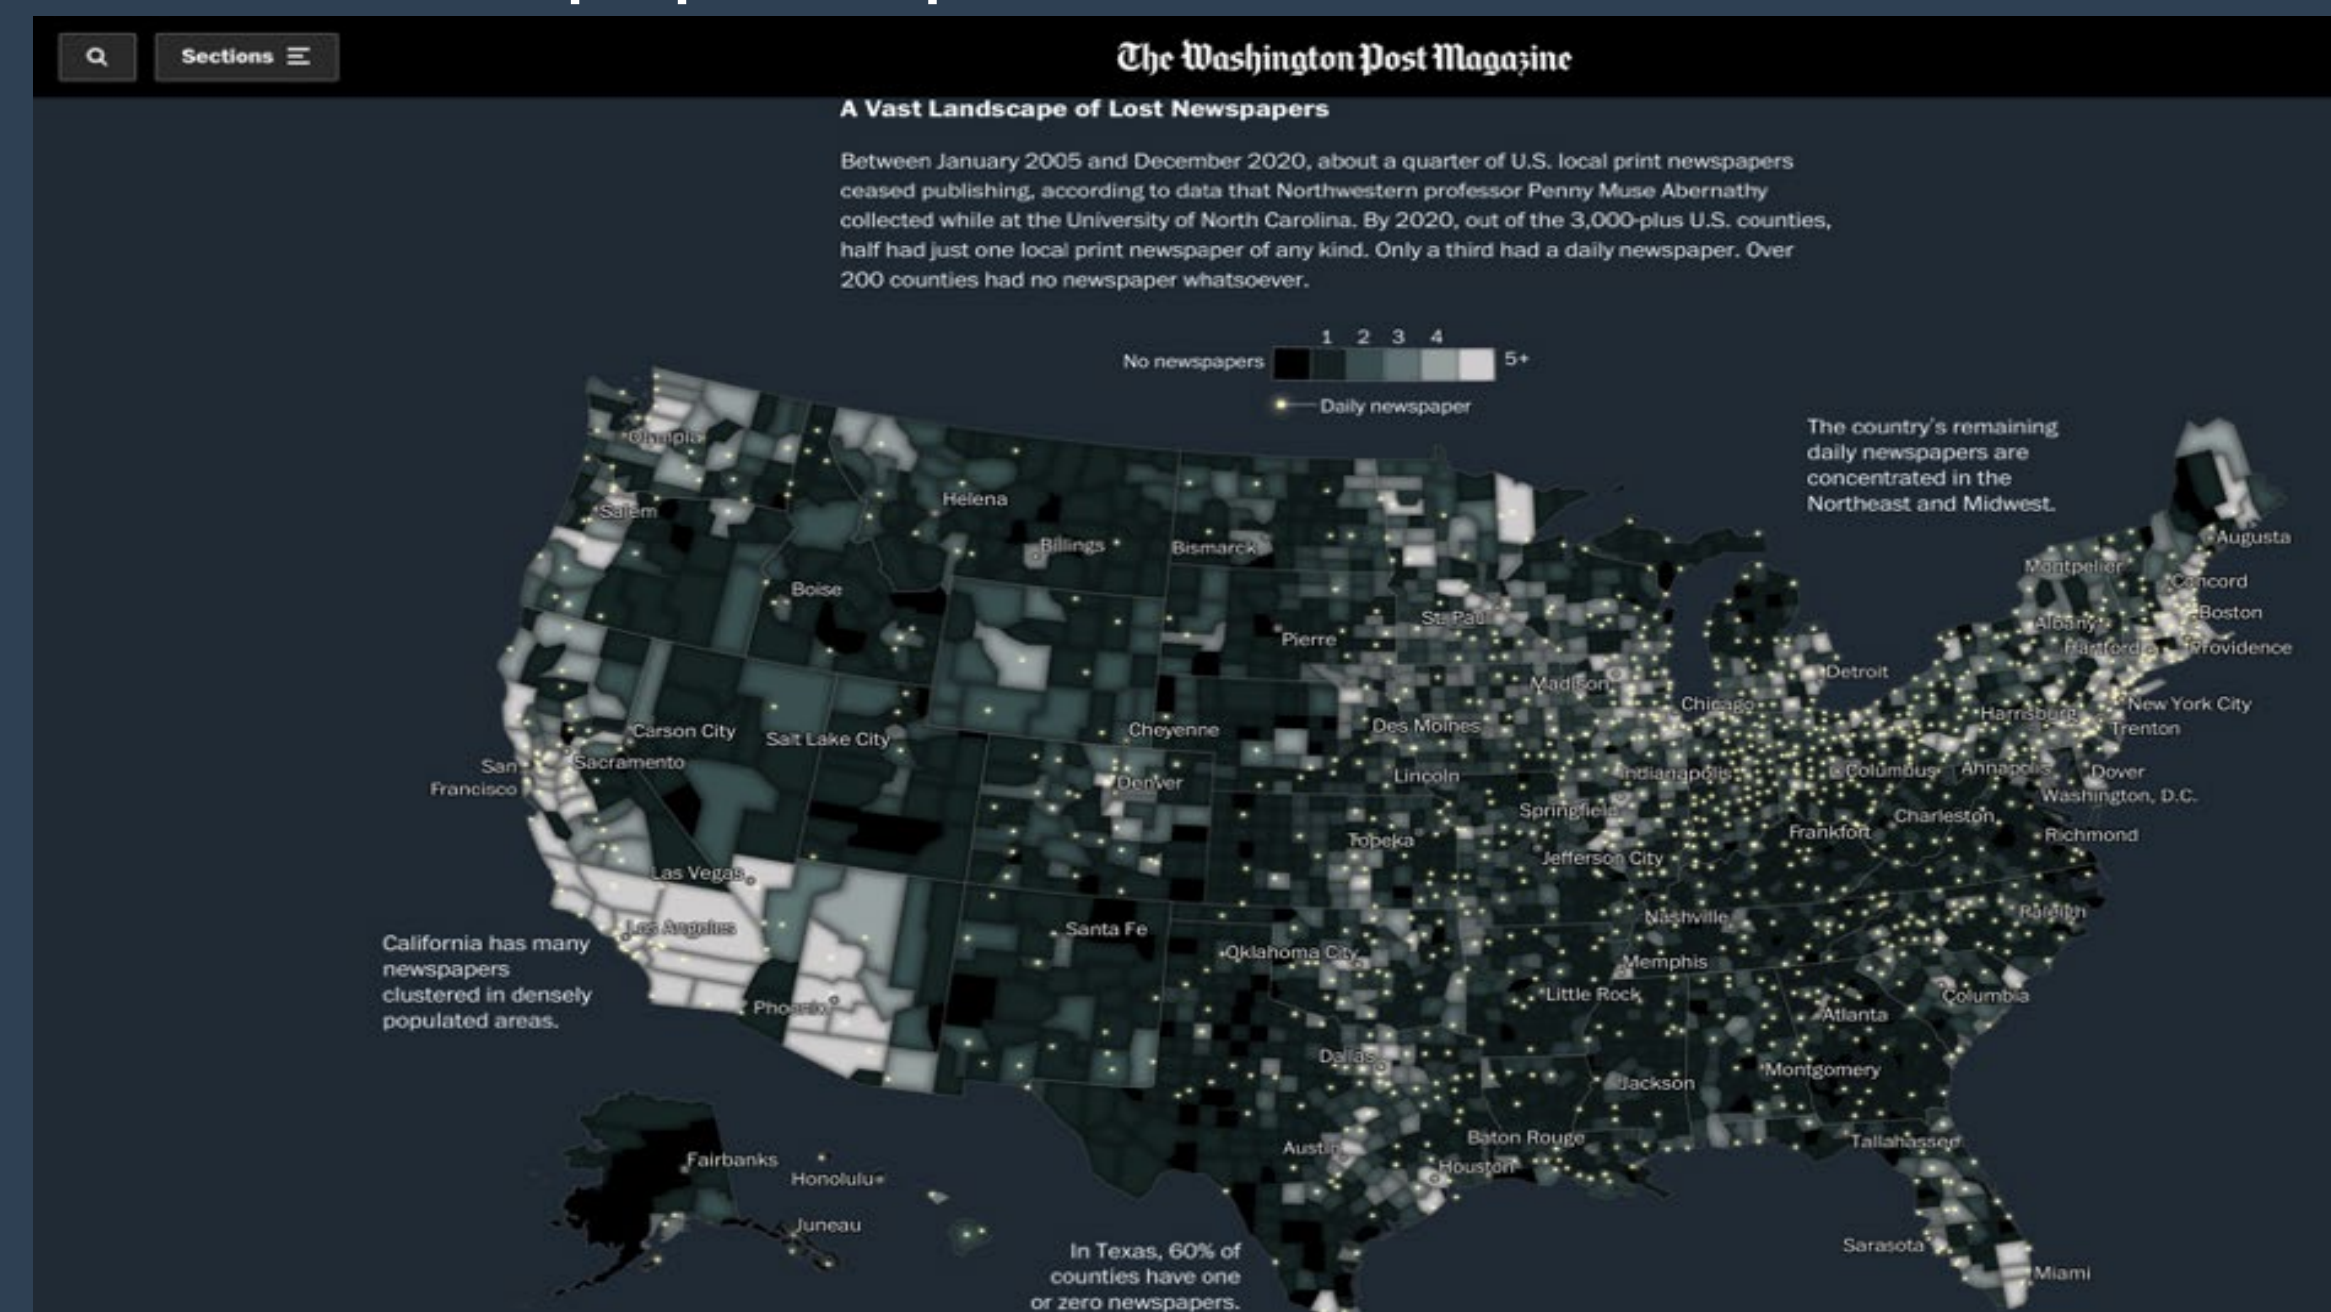 Sections
The Washington Post Magazine
A Vast Landscape of Lost Newspapers
Between January 2005 and December 2020, about a quarter of U.S. local print newspapers
ceased publishing, according to data that Northwestern professor Penny Muse Abernathy
collected while at the University of North Carolina. By 2020, out of the 3,000-plus U.S. counties,
half had just one local print newspaper of any kind. Only a third had a daily newspaper. Over
200 counties had no newspaper whatsoever.
1 2 3 4
No newspapers 5+
Daily newspaper
The country's remaining
daily newspapers are
concentrated in the
Northeast and Midwest.
Olympia
Helena
Salem
Augusta
Billings
Bismarck
Montpelier
Concord
Boise
Boston
St. Paul
Albany
Pierre
Hartford
Providence
Detroit
Madison
Chicago
New York City
Harrisburg
Des Moines
Trenton
Cheyenne
Carson City
Salt Lake City
San
Francisco
Sacramento
Denver
Lincoln
Indianapolis
Columbus
Annapolis
Dover
Washington, D.C.
Springfield
Charleston
Frankfort
Richmond
Topeka
Jefferson City
Las Vegas
Raleigh
Nashville
Los Angeles
Santa Fe
California has many
newspapers
clustered in densely
populated areas.
Oklahoma City
Memphis
Little Rock
Columbia
Phoenix
Atlanta
Dallas
Montgomery
Jackson
Baton Rouge
Tallahassee
Austin
Houston
Fairbanks
Honolulu
Juneau
Sarasota
Miami
In Texas, 60% of
counties have one
or zero newspapers.